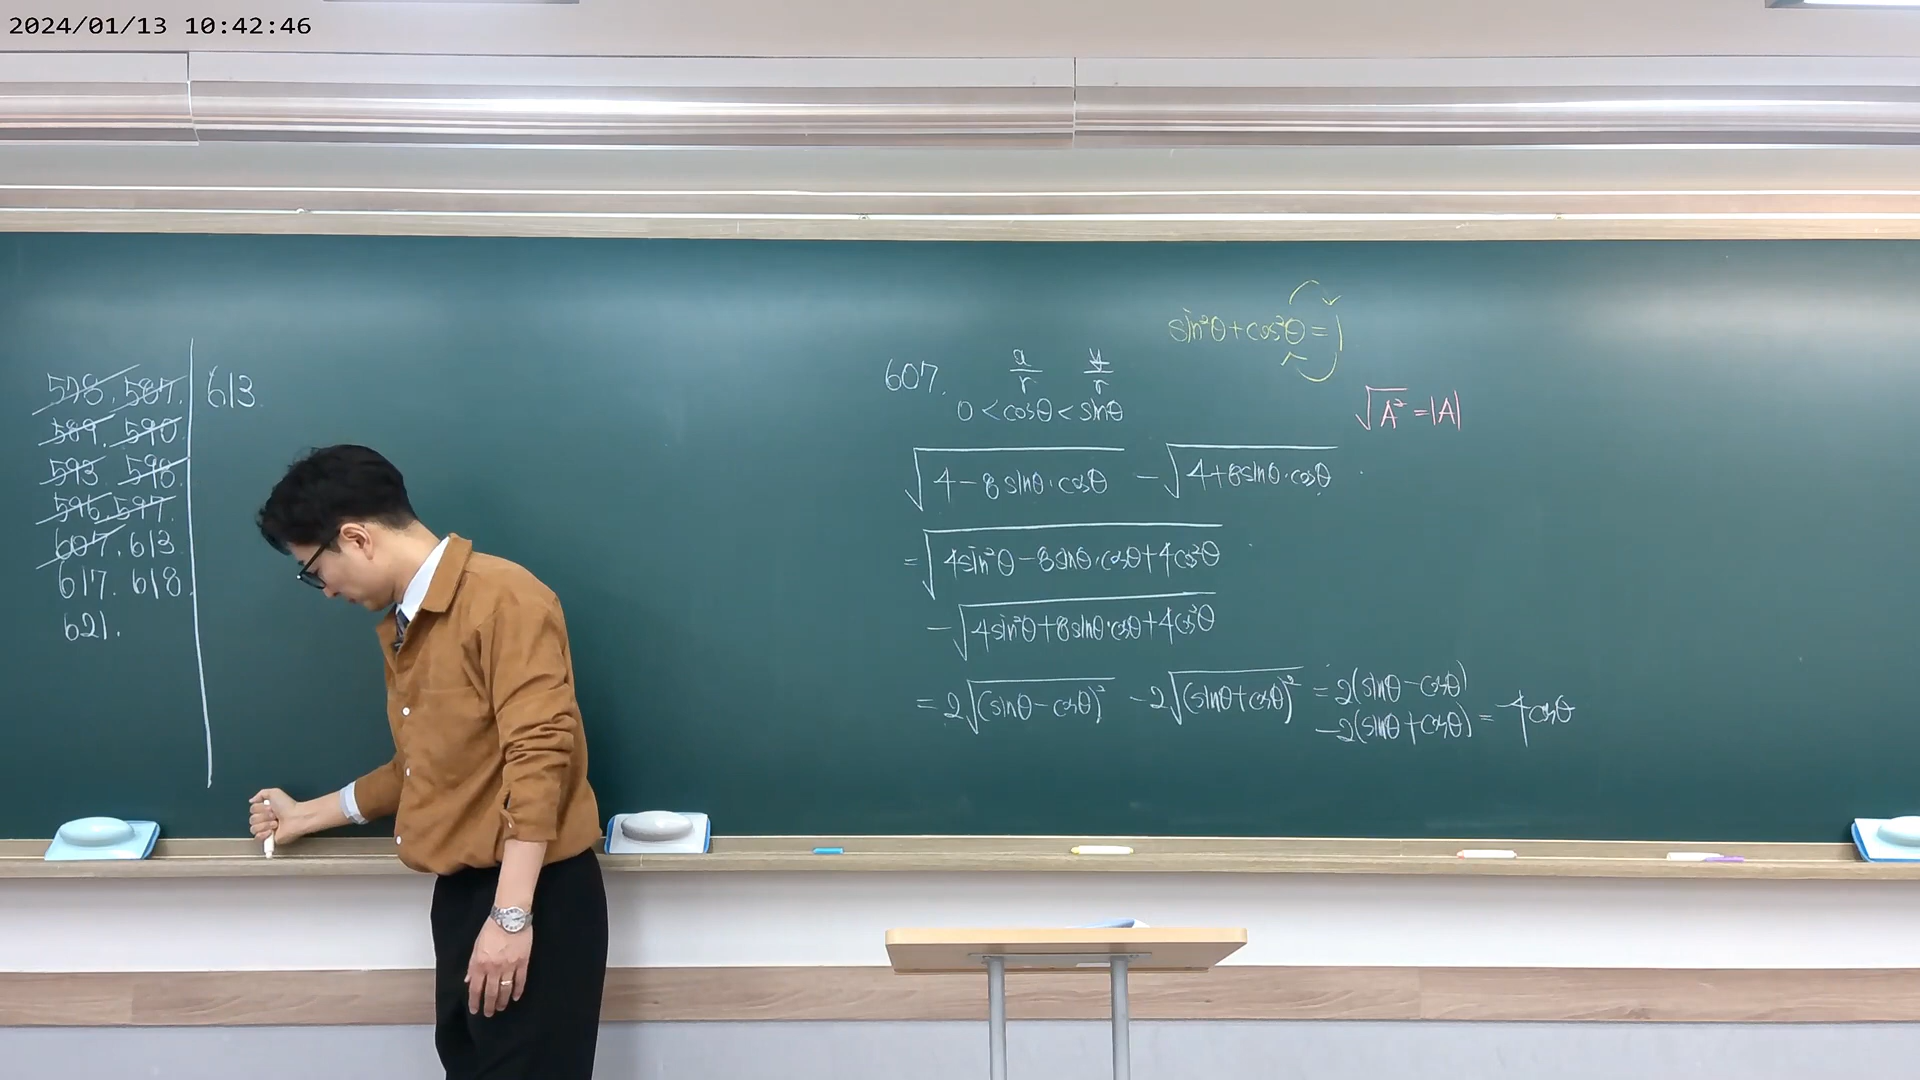 2024/01/13 10:42:46
578. 587.
589. 590
593 598
596. 597.
607. 613
617. 618.
621.
613.
sin²θ+cos²θ=1
607.
y/r
0<cosθ<sinθ
√A² =|A|
√4-8sinθ·cosθ - √4+8sinθ·cosθ
=√4sin²θ-8sinθ·cosθ+4cos²θ
-√4sin²θ+8sinθ·cosθ+4cos²θ
=2√(sinθ-cosθ)² -2√(sinθ+cosθ)² =2(sinθ-cosθ)
-2(sinθ+cosθ) = -4cosθ